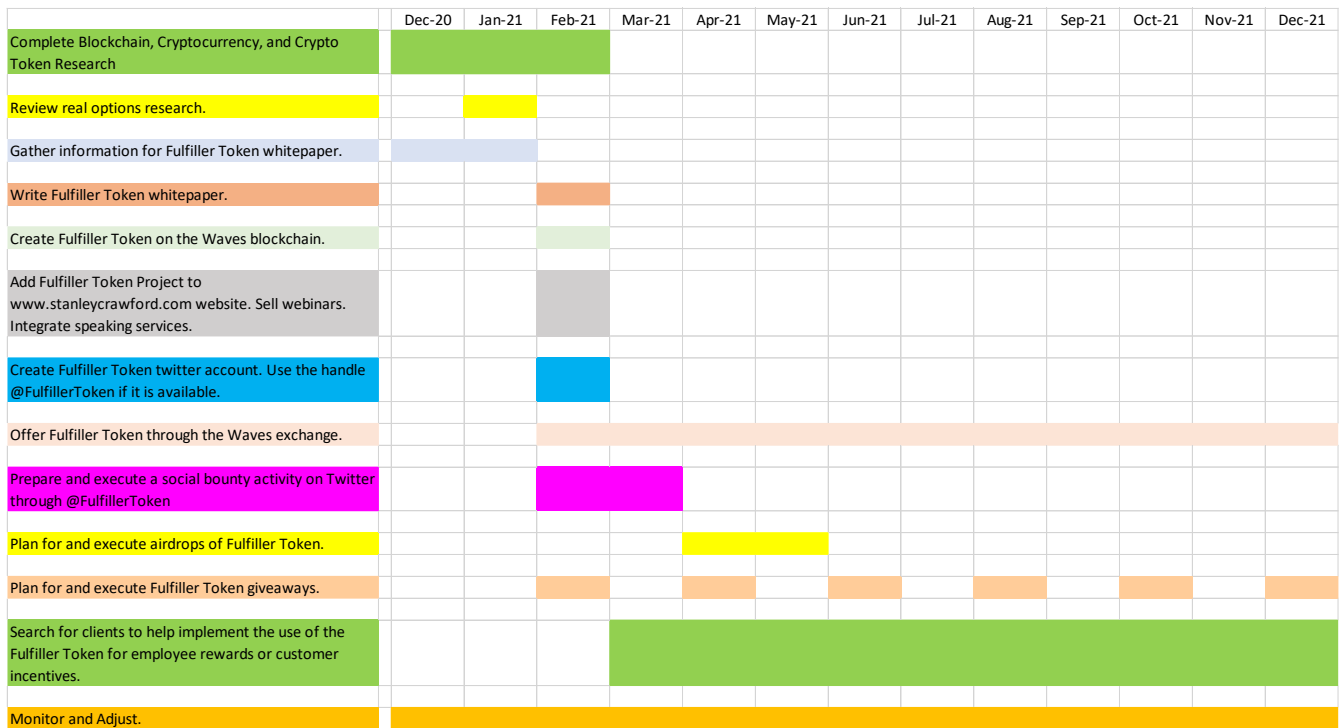 Dec-20 Jan-21 Feb-21 Mar-21 Apr-21 May-21 Jun-21 Jul-21 Aug-21 Sep-21 Oct-21 Nov-21 Dec-21
Complete Blockchain, Cryptocurrency, and Crypto
Token Research
Review real options research.
Gather information for Fulfiller Token whitepaper.
Write Fulfiller Token whitepaper.
Create Fulfiller Token on the Waves blockchain.
Add Fulfiller Token Project to
www.stanleycrawford.com website. Sell webinars.
Integrate speaking services.
Create Fulfiller Token twitter account. Use the handle
@FulfillerToken if it is available.
Offer Fulfiller Token through the Waves exchange.
Prepare and execute a social bounty activity on Twitter
through @FulfillerToken
Plan for and execute airdrops of Fulfiller Token.
Plan for and execute Fulfiller Token giveaways.
Search for clients to help implement the use of the
Fulfiller Token for employee rewards or customer
incentives.
Monitor and Adjust.